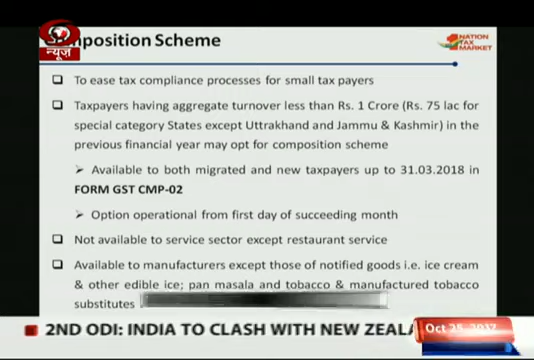 न्यूज़
mposition Scheme
1 NATION
TAX
MARKET
To ease tax compliance processes for small tax payers
Taxpayers having aggregate turnover less than Rs. 1 Crore (Rs. 75 lac for
special category States except Uttrakhand and Jammu & Kashmir) in the
previous financial year may opt for composition scheme
Available to both migrated and new taxpayers up to 31.03.2018 in
FORM GST CMP-02
Option operational from first day of succeeding month
Not available to service sector except restaurant service
Available to manufacturers except those of notified goods i.e. ice cream
& other edible ice; pan masala and tobacco & manufactured tobacco
substitutes
2ND ODI: INDIA TO CLASH WITH NEW ZEALA
Oct 25, 2017